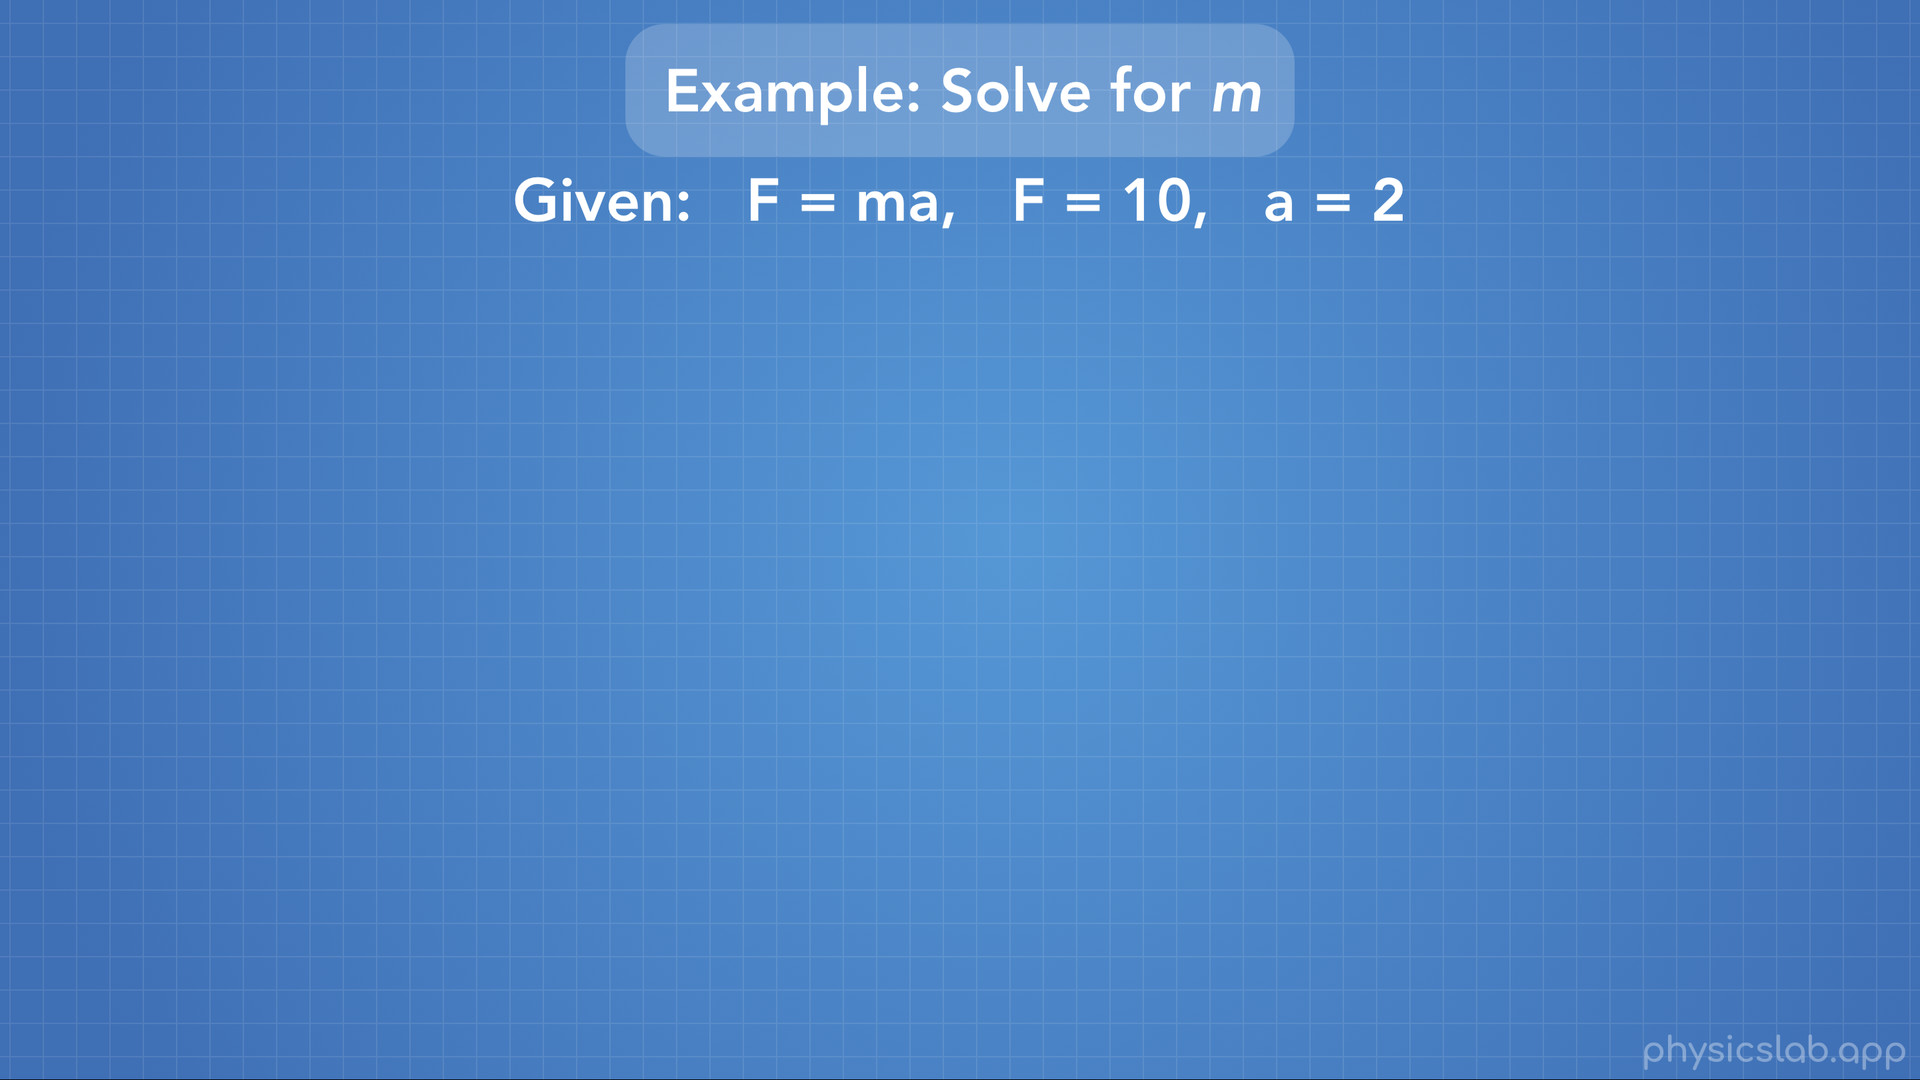 Example: Solve for m
Given: F = ma, F = 10, a = 2
physicslab.app